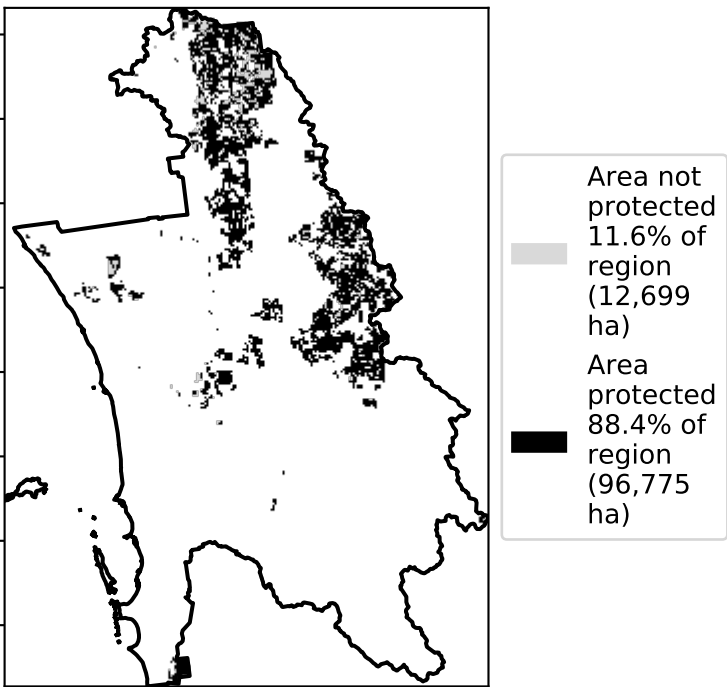 Area not
protected
11.6% of
region
(12,699
ha)
Area
protected
88.4% of
region
(96,775
ha)